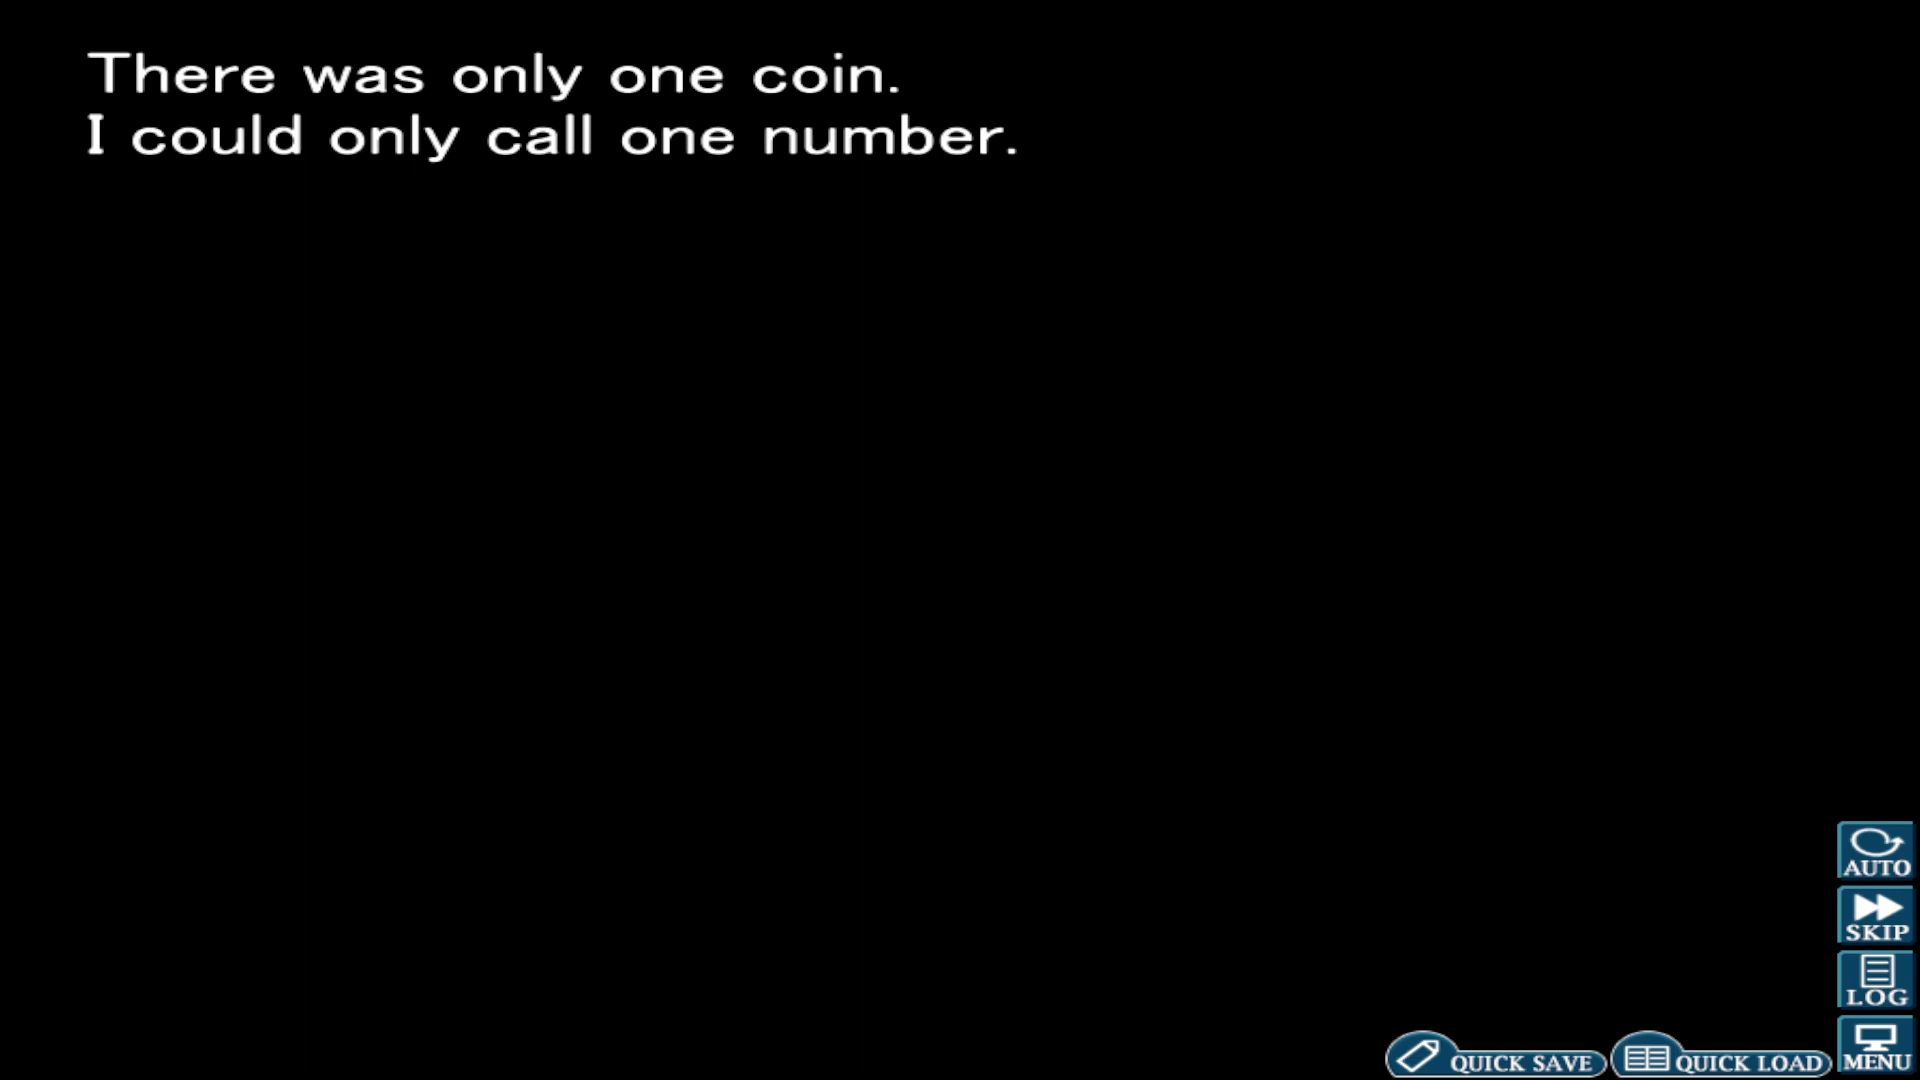 There was only one coin.
I could only call one number.
AUTO
SKIP
LOG
QUICK SAVE
QUICK LOAD
MENU